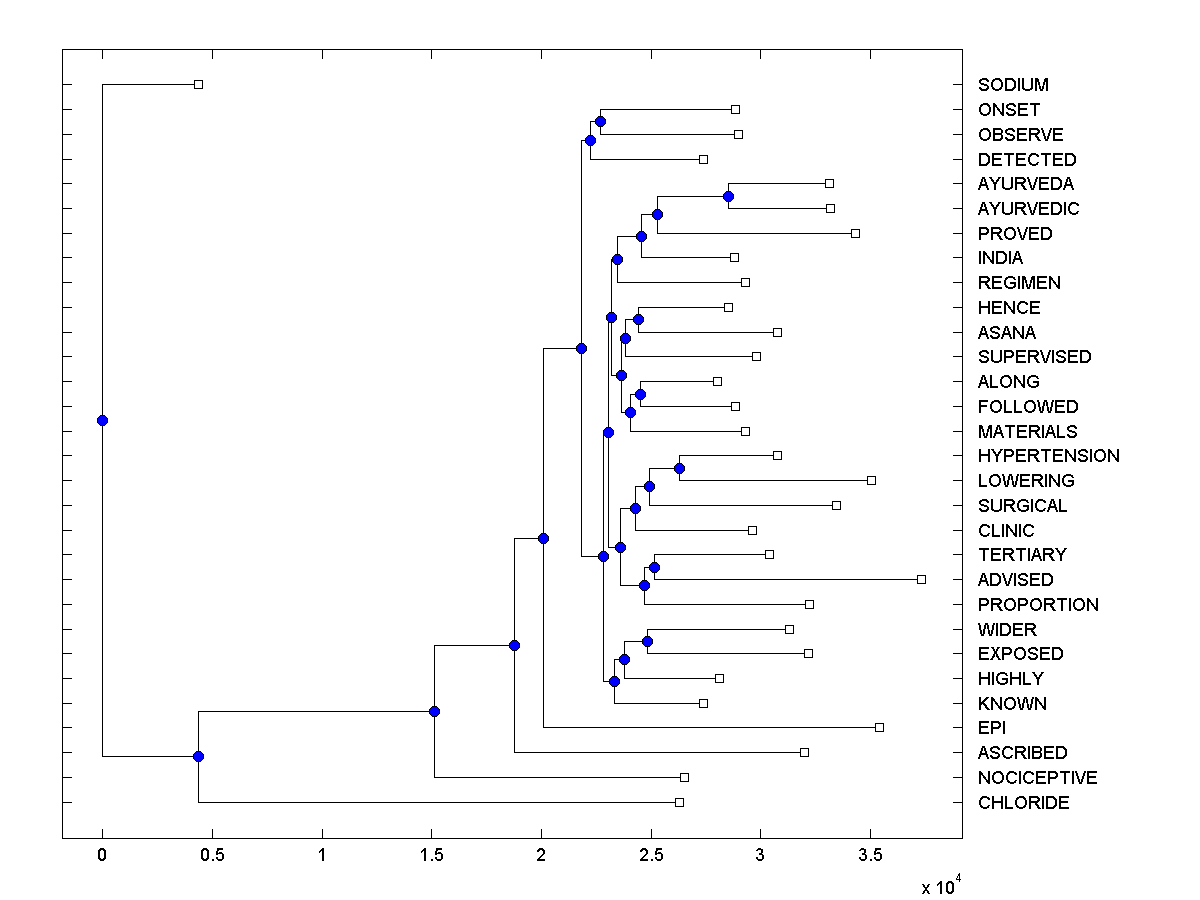 SODIUM
ONSET
OBSERVE
DETECTED
AYURVEDA
AYURVEDIC
PROVED
INDIA
REGIMEN
HENCE
ASANA
SUPERVISED
ALONG
FOLLOWED
MATERIALS
HYPERTENSION
LOWERING
SURGICAL
CLINIC
TERTIARY
ADVISED
PROPORTION
WIDER
EXPOSED
HIGHLY
KNOWN
EPI
ASCRIBED
NOCICEPTIVE
CHLORIDE
0 0.5 1 1.5 2 2.5 3 3.5
x 10⁴